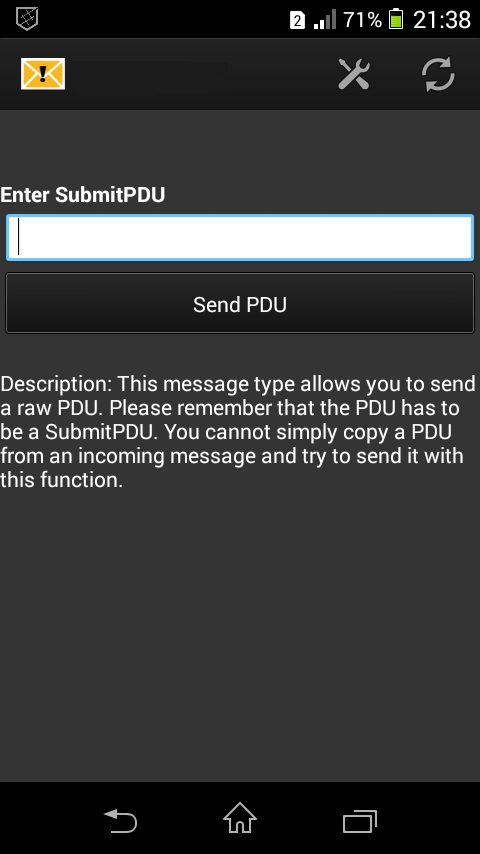 2 71% 21:38
Enter SubmitPDU
Send PDU
Description: This message type allows you to send
a raw PDU. Please remember that the PDU has to
be a SubmitPDU. You cannot simply copy a PDU
from an incoming message and try to send it with
this function.